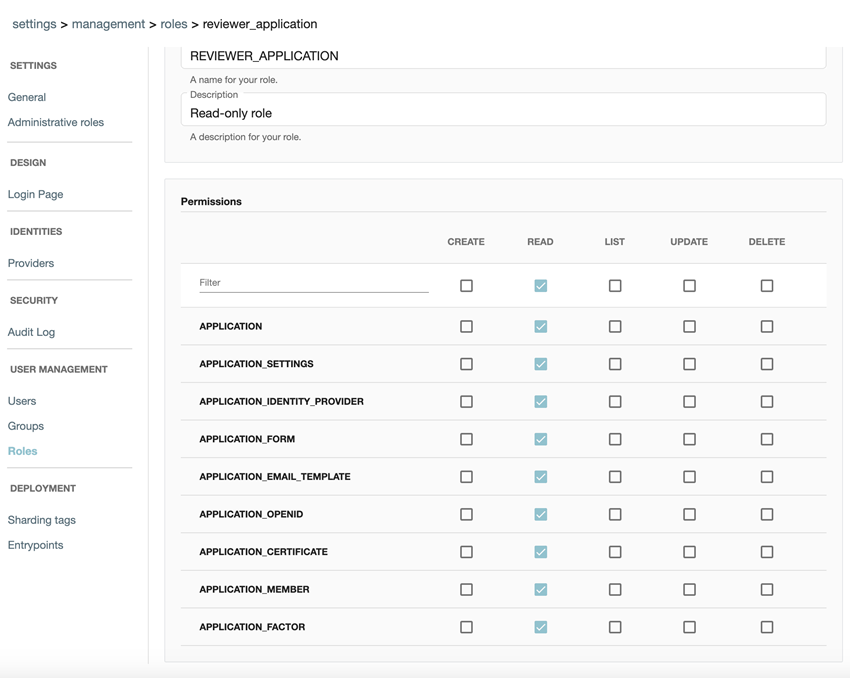 settings > management > roles > reviewer_application
SETTINGS
General
Administrative roles
DESIGN
Login Page
IDENTITIES
Providers
SECURITY
Audit Log
USER MANAGEMENT
Users
Groups
Roles
DEPLOYMENT
Sharding tags
Entrypoints
REVIEWER_APPLICATION
A name for your role.
Description
Read-only role
A description for your role.
Permissions
CREATE READ LIST UPDATE DELETE
Filter
APPLICATION
APPLICATION_SETTINGS
APPLICATION_IDENTITY_PROVIDER
APPLICATION_FORM
APPLICATION_EMAIL_TEMPLATE
APPLICATION_OPENID
APPLICATION_CERTIFICATE
APPLICATION_MEMBER
APPLICATION_FACTOR